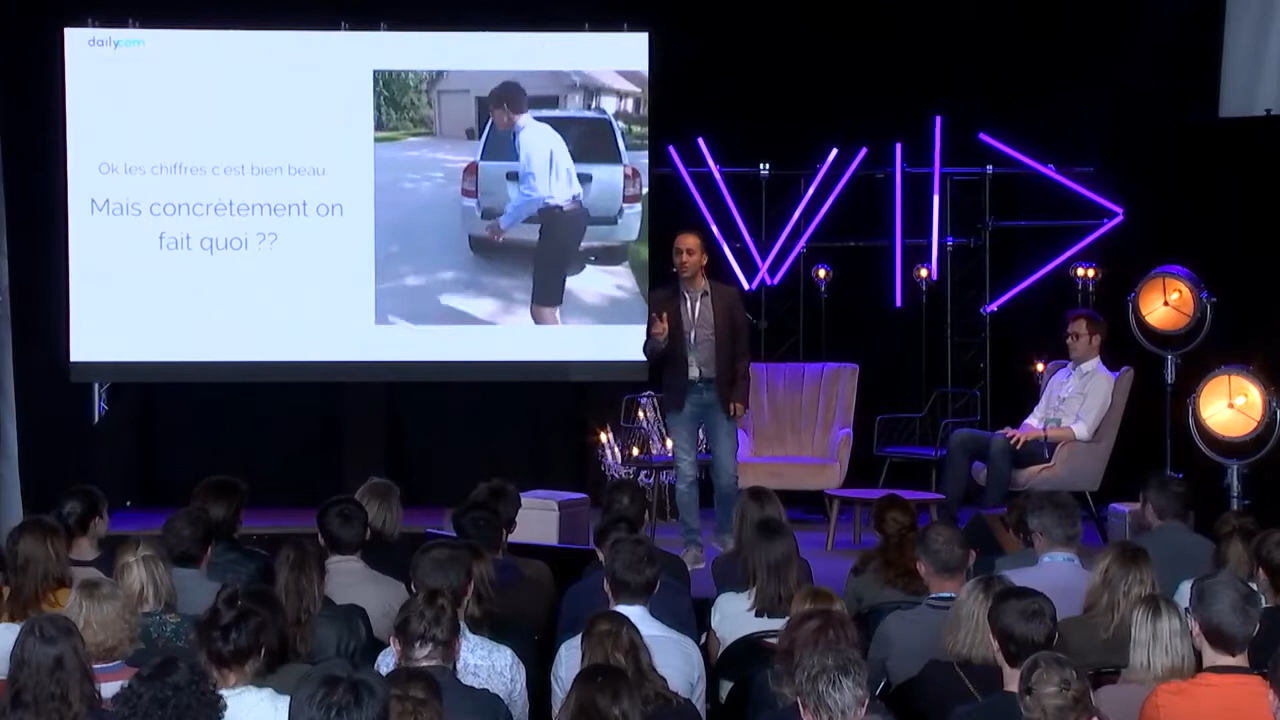 dailycom
Ok les chiffres c'est bien beau
Mais concrètement on
fait quoi ??